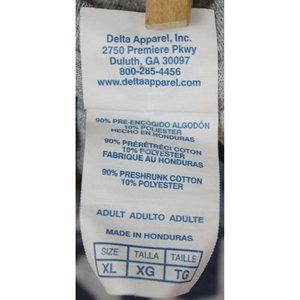 Delta Apparel, Inc.
2750 Premiere Pkwy
Duluth, GA 30097
800-285-4456
www.deltaapparel.com
90% PRE-ENCOGIDO ALGODÓN
10% POLIESTER
HECHO EN HONDURAS
90% PRÉRÉTRÉCI COTON
10% POLYESTER
FABRIQUE AU HONDURAS
90% PRESHRUNK COTTON
10% POLYESTER
ADULT ADULTO ADULTE
MADE IN HONDURAS
SIZE TALLA TAILLE
XL XG TG